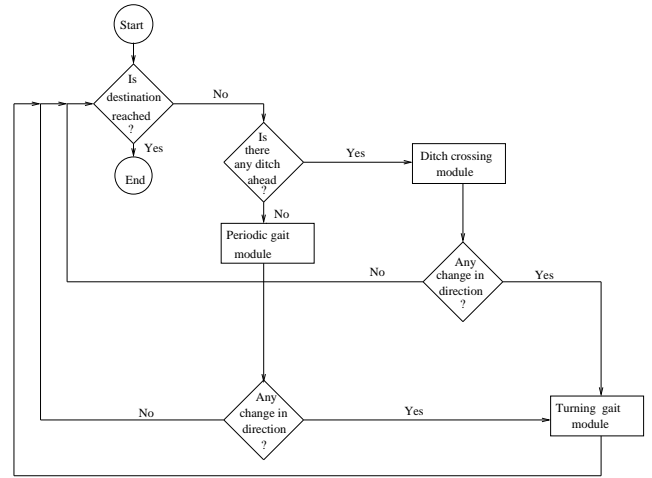 Start
Is
destination
reached
?
No
Yes
End
Is
there
any ditch
ahead
?
Yes
Ditch crossing
module
No
Periodic gait
module
Any
change in
direction
?
No
Yes
Any
change in
direction
?
No
Yes
Turning gait
module